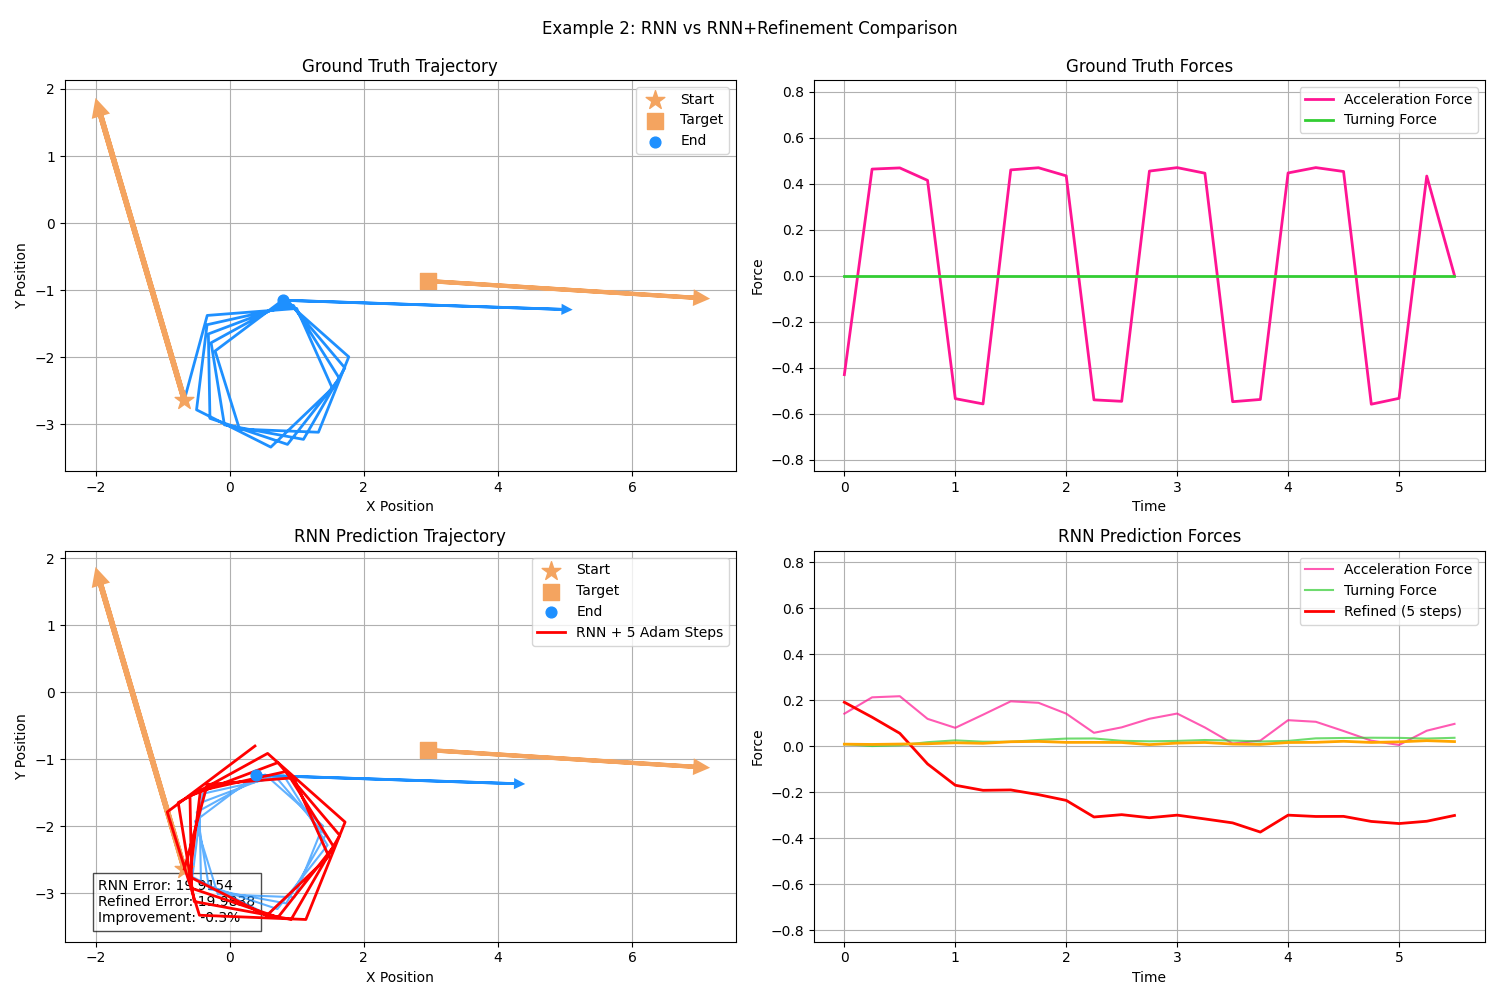 Example 2: RNN vs RNN+Refinement Comparison
Ground Truth Trajectory
Y Position
2
1
0
−1
−2
−3
−2
0
2
4
6
X Position
Start
Target
End
Ground Truth Forces
Force
0.8
0.6
0.4
0.2
0.0
−0.2
−0.4
−0.6
−0.8
0
1
2
3
4
5
Time
Acceleration Force
Turning Force
RNN Prediction Trajectory
Y Position
2
1
0
−1
−2
−3
−2
0
2
4
6
X Position
Start
Target
End
RNN + 5 Adam Steps
RNN Error: 19.9154
Refined Error: 19.9838
Improvement: -0.3%
RNN Prediction Forces
Force
0.8
0.6
0.4
0.2
0.0
−0.2
−0.4
−0.6
−0.8
0
1
2
3
4
5
Time
Acceleration Force
Turning Force
Refined (5 steps)